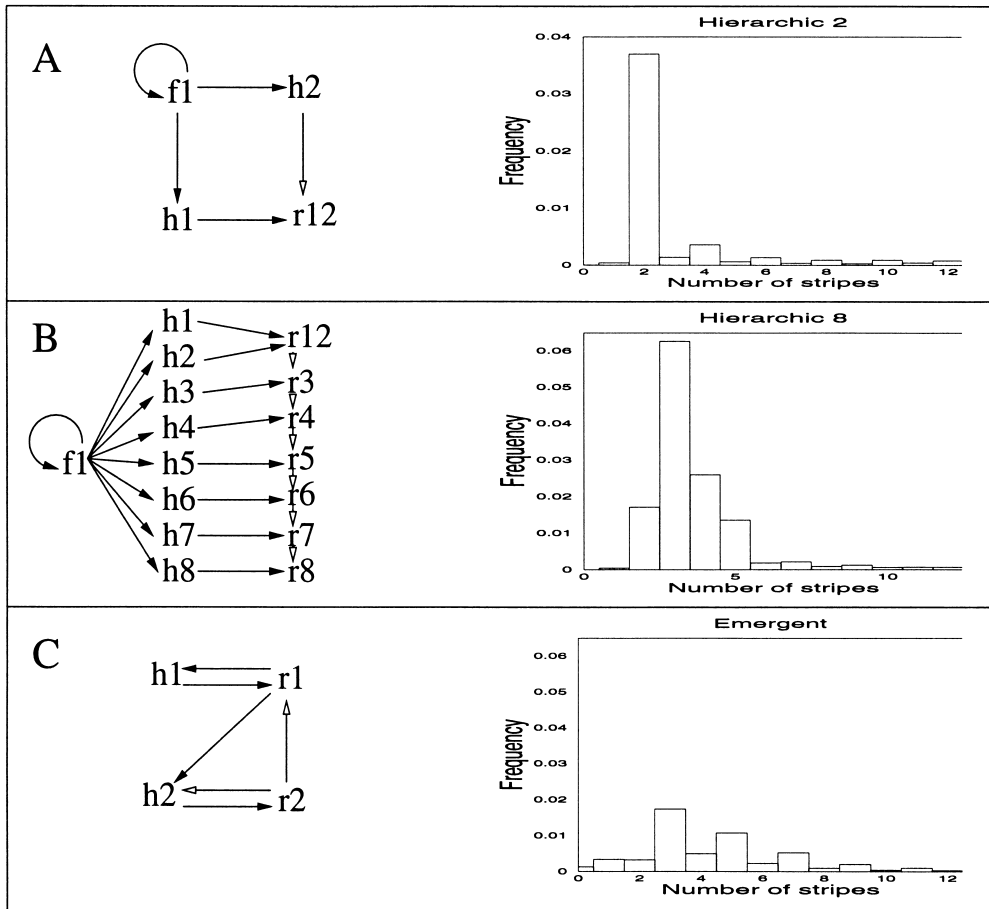 A
f1
h2
h1
r12
Hierarchic 2
Frequency
0.04
0.03
0.02
0.01
0
0 2 4 6 8 10 12
Number of stripes
B
f1
h1
h2
h3
h4
h5
h6
h7
h8
r12
r3
r4
r5
r6
r7
r8
Hierarchic 8
Frequency
0.06
0.05
0.04
0.03
0.02
0.01
0
0 5 10
Number of stripes
C
h1
r1
h2
r2
Emergent
Frequency
0.06
0.05
0.04
0.03
0.02
0.01
0
0 2 4 6 8 10 12
Number of stripes